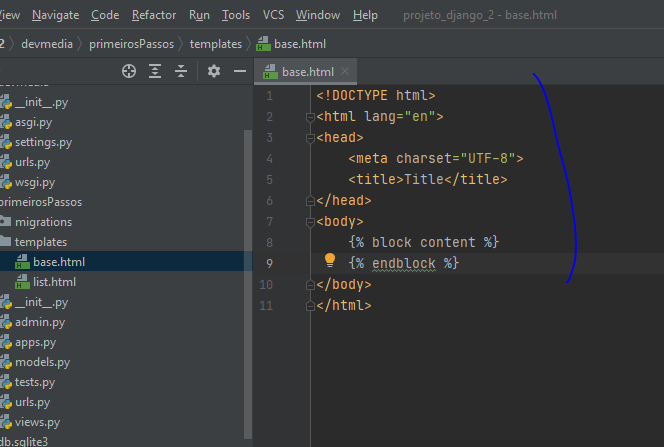 View Navigate Code Refactor Run Tools VCS Window Help projeto_django_2 - base.html
2 devmedia primeirosPassos templates base.html
base.html
__init__.py
asgi.py
settings.py
urls.py
wsgi.py
primeirosPassos
migrations
templates
base.html
list.html
__init__.py
admin.py
apps.py
models.py
tests.py
urls.py
views.py
db.sqlite3
1 <!DOCTYPE html>
2 <html lang="en">
3 <head>
4 <meta charset="UTF-8">
5 <title>Title</title>
6 </head>
7 <body>
8 {% block content %}
9 {% endblock %}
10 </body>
11 </html>